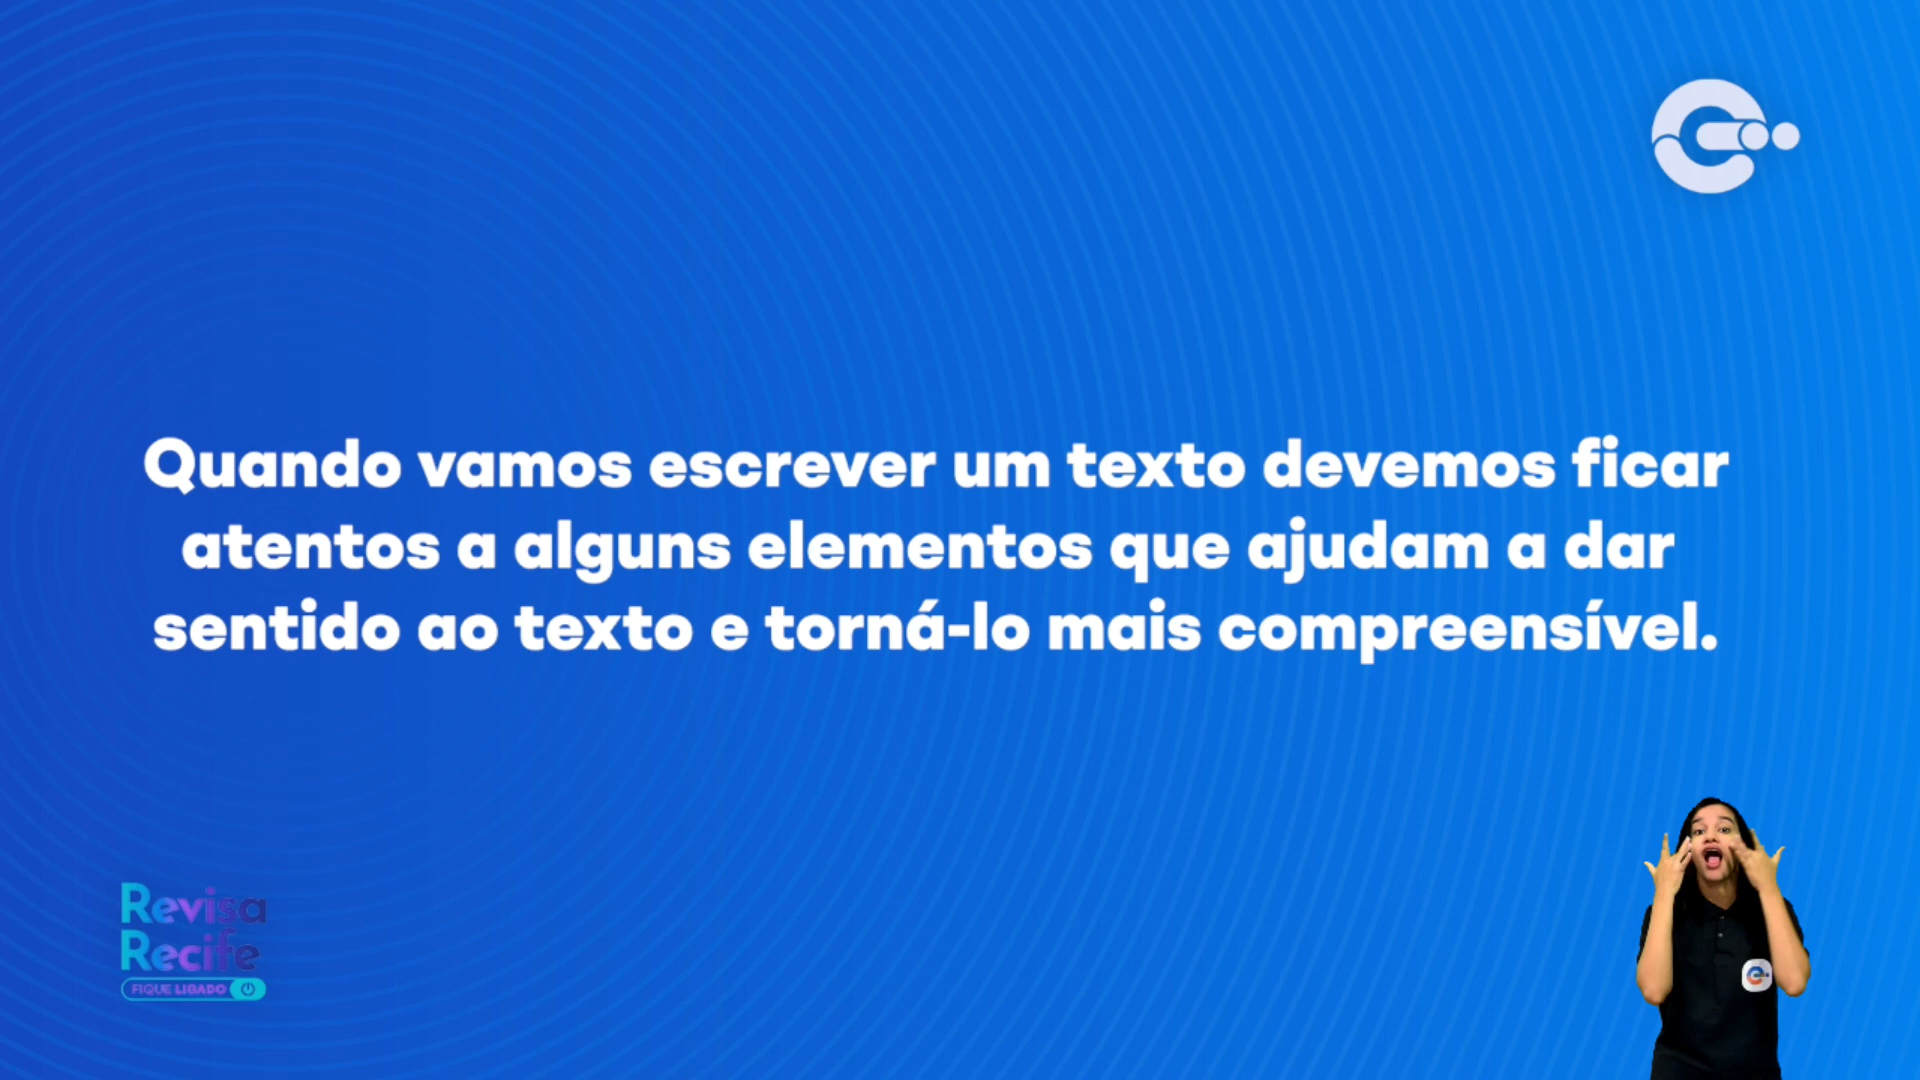 Quando vamos escrever um texto devemos ficar
atentos a alguns elementos que ajudam a dar
sentido ao texto e torná-lo mais compreensível.
Revisa
Recife
FIQUE LIGADO